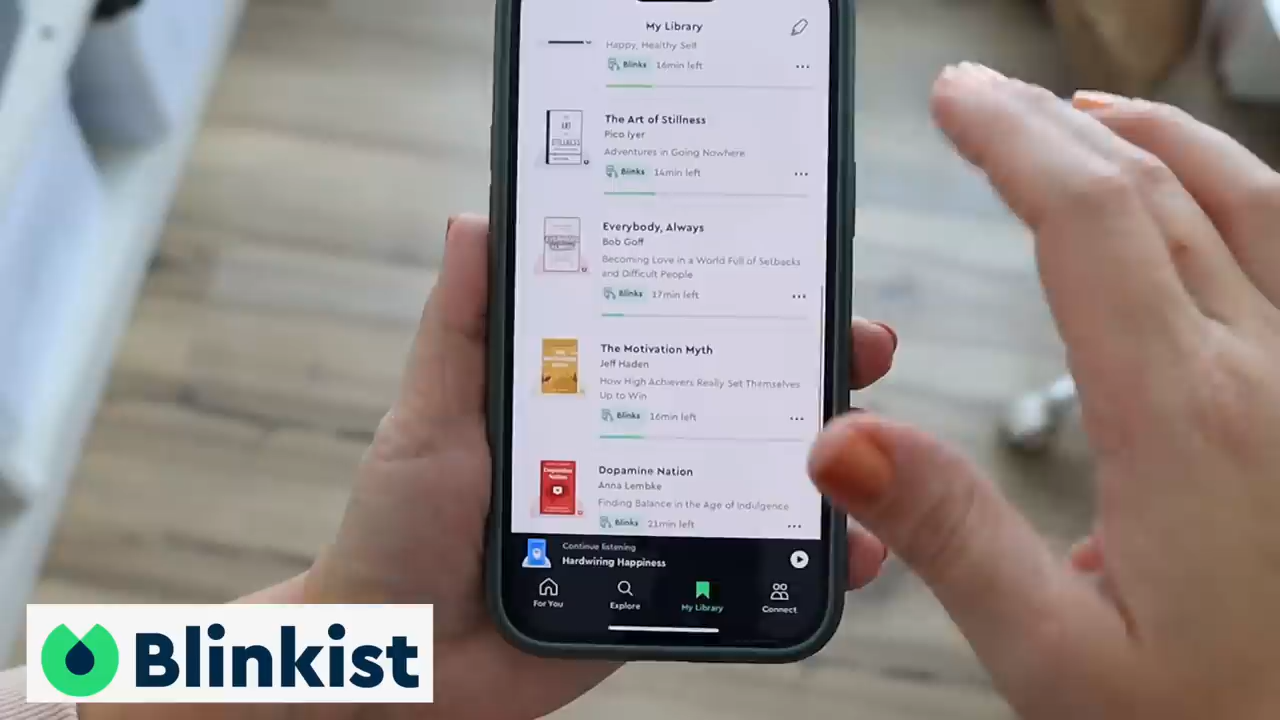 My Library
Happy, Healthy Self
Blinks 16min left
The Art of Stillness
Pico Iyer
Adventures in Going Nowhere
Blinks 14min left
Everybody, Always
Bob Goff
Becoming Love in a World Full of Setbacks
and Difficult People
Blinks 17min left
The Motivation Myth
Jeff Haden
How High Achievers Really Set Themselves
Up to Win
Blinks 16min left
Dopamine Nation
Anna Lembke
Finding Balance in the Age of Indulgence
Blinks 21min left
Continue listening
Hardwiring Happiness
For You
Explore
My Library
Connect
Blinkist